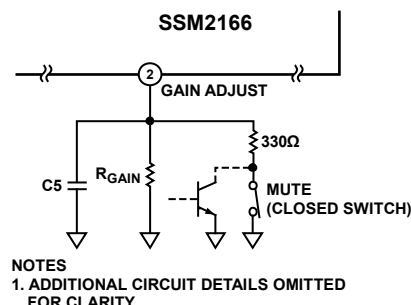 SSM2166
2
GAIN ADJUST
330Ω
C5
RGAIN
MUTE
(CLOSED SWITCH)
NOTES
1. ADDITIONAL CIRCUIT DETAILS OMITTED
FOR CLARITY